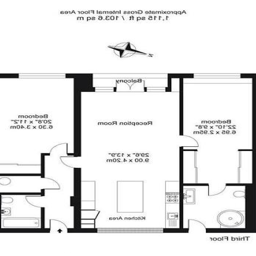 Approximate Gross Internal Floor Area
1,115 sq ft / 103.6 sq m
Balcony
Bedroom
20'8" x 11'2"
6.30 x 3.40m
Reception Room
29'6" x 13'9"
9.00 x 4.20m
Bedroom
22'10" x 9'8"
6.95 x 2.95m
Kitchen Area
Third Floor